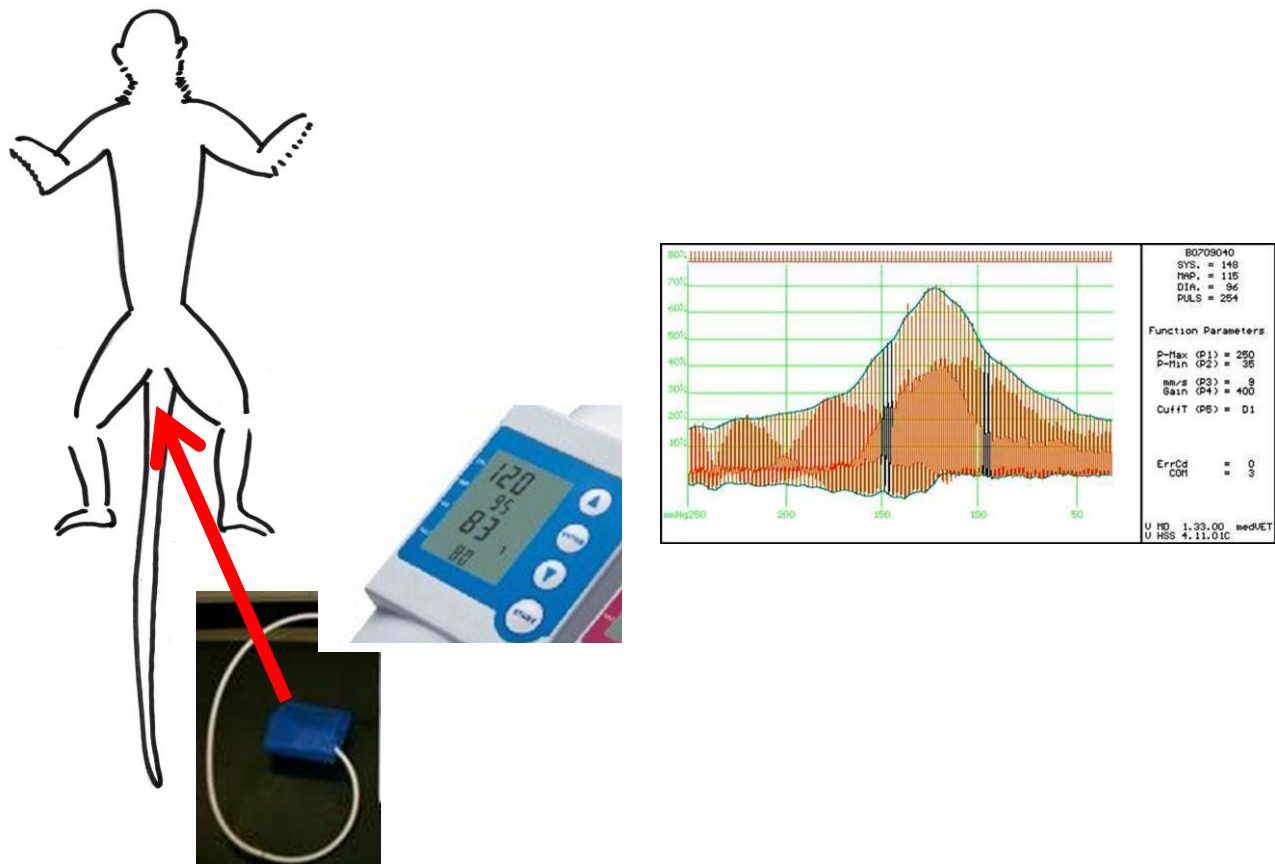 120
95
83
80
ENTER
START
80%
70%
60%
50%
40%
30%
20%
10%
mmHg250 200 150 100 50
B0709040
SYS. = 148
MAP. = 115
DIA. = 96
PULS = 254
Function Parameters
P-Max (P1) = 250
P-Min (P2) = 35
mm/s (P3) = 9
Gain (P4) = 400
CuffT (P5) = D1
ErrCd = 0
COM = 3
V MD 1.33.00 medVET
V HSS 4.11.01C